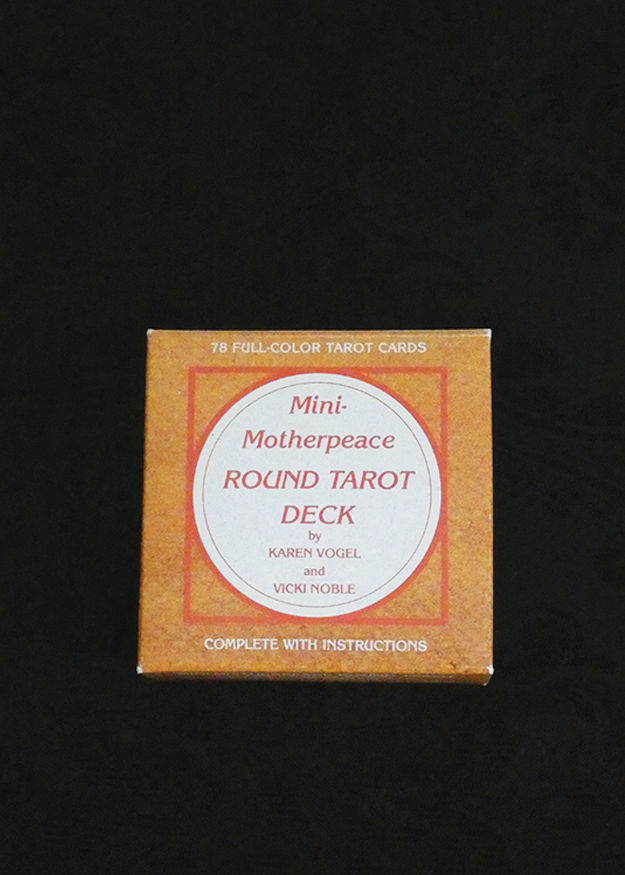 78 FULL-COLOR TAROT CARDS
Mini-
Motherpeace
ROUND TAROT
DECK
by
KAREN VOGEL
and
VICKI NOBLE
COMPLETE WITH INSTRUCTIONS